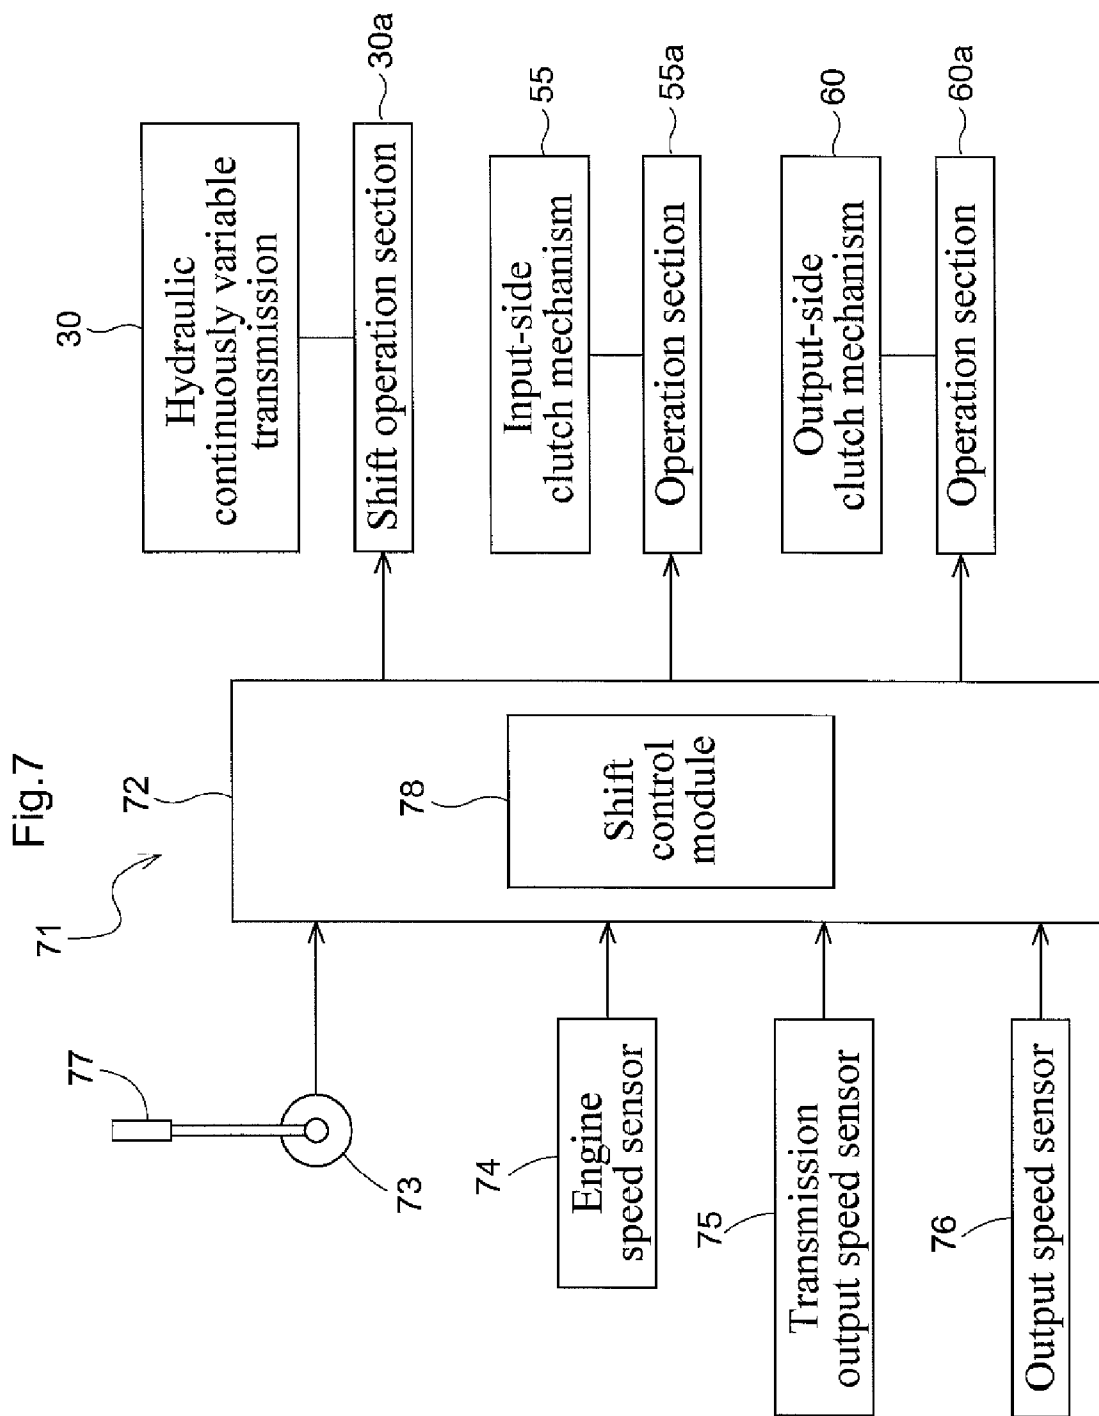 Fig.7
71
72
77
73
74
Engine
speed sensor
75
Transmission
output speed sensor
76
Output speed sensor
78
Shift
control
module
30
Hydraulic
continuously variable
transmission
30a
Shift operation section
55
Input-side
clutch mechanism
55a
Operation section
60
Output-side
clutch mechanism
60a
Operation section